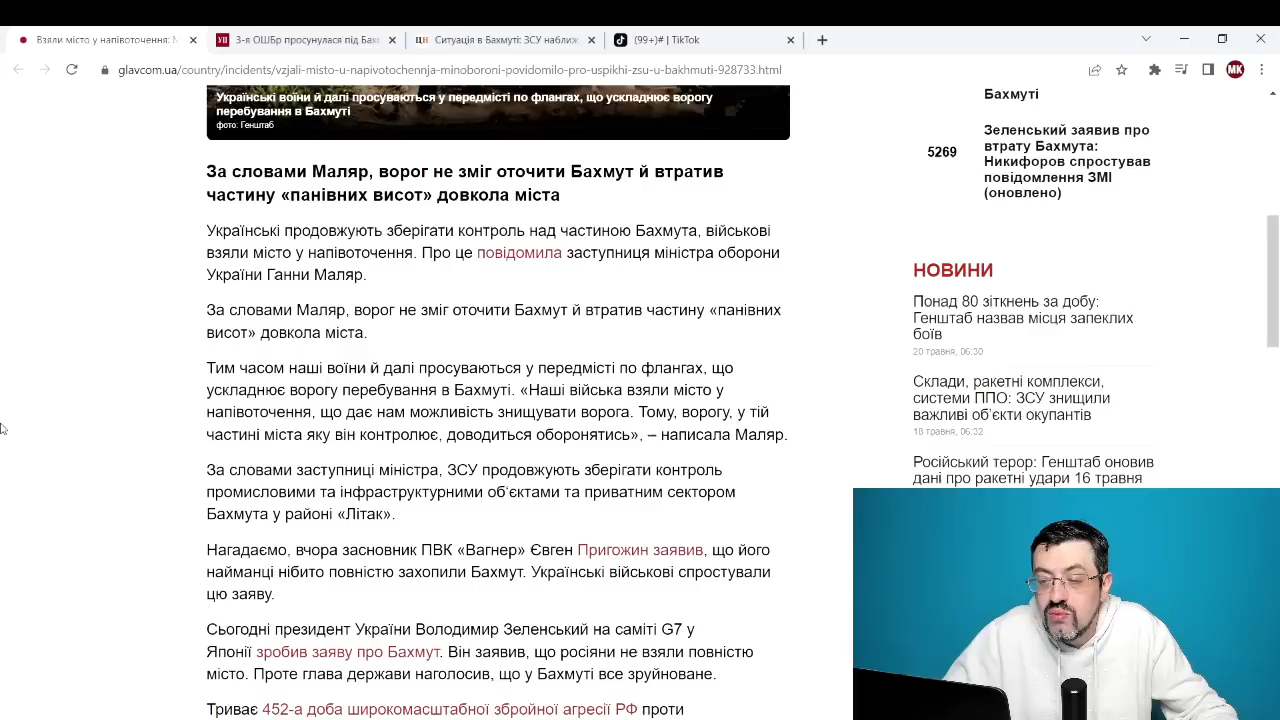 Взяли місто у напівоточення: М
3-я ОШБр просунулася під Бах
Ситуація в Бахмуті: ЗСУ наближ
(99+)# | TikTok
glavcom.ua/country/incidents/vzjali-misto-u-napivotochennja-minoboroni-povidomilo-pro-uspikhi-zsu-u-bakhmuti-928733.html
MK
Українські воїни й далі просуваються у передмісті по флангах, що ускладнює ворогу
перебування в Бахмуті
фото: Генштаб
За словами Маляр, ворог не зміг оточити Бахмут й втратив
частину «панівних висот» довкола міста
Українські продовжують зберігати контроль над частиною Бахмута, військові
взяли місто у напівоточення. Про це повідомила заступниця міністра оборони
України Ганни Маляр.
За словами Маляр, ворог не зміг оточити Бахмут й втратив частину «панівних
висот» довкола міста.
Тим часом наші воїни й далі просуваються у передмісті по флангах, що
ускладнює ворогу перебування в Бахмуті. «Наші війська взяли місто у
напівоточення, що дає нам можливість знищувати ворога. Тому, ворогу, у тій
частині міста яку він контролює, доводиться оборонятись», – написала Маляр.
За словами заступниці міністра, ЗСУ продовжують зберігати контроль
промисловими та інфраструктурними об‘єктами та приватним сектором
Бахмута у районі «Літак».
Нагадаємо, вчора засновник ПВК «Вагнер» Євген Пригожин заявив, що його
найманці нібито повністю захопили Бахмут. Українські військові спростували
цю заяву.
Сьогодні президент України Володимир Зеленський на саміті G7 у
Японії зробив заяву про Бахмут. Він заявив, що росіяни не взяли повністю
місто. Проте глава держави наголосив, що у Бахмуті все зруйноване.
Триває 452-а доба широкомасштабної збройної агресії РФ проти
Бахмуті
5269
Зеленський заявив про
втрату Бахмута:
Никифоров спростував
повідомлення ЗМІ
(оновлено)
НОВИНИ
Понад 80 зіткнень за добу:
Генштаб назвав місця запеклих
боїв
20 травня, 06:30
Склади, ракетні комплекси,
системи ППО: ЗСУ знищили
важливі об’єкти окупантів
18 травня, 06:32
Російський терор: Генштаб оновив
дані про ракетні удари 16 травня